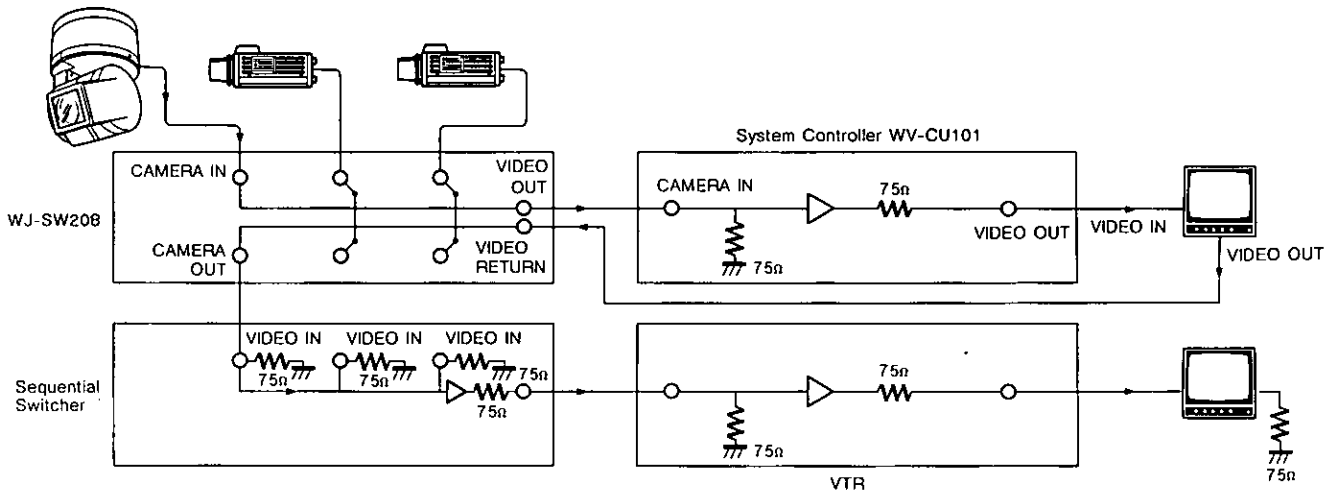 System Controller WV-CU101
WJ-SW208
CAMERA IN
VIDEO
OUT
CAMERA
OUT
VIDEO
RETURN
CAMERA IN
75Ω
75Ω
VIDEO OUT
VIDEO IN
VIDEO OUT
Sequential
Switcher
VIDEO IN
VIDEO IN
VIDEO IN
75Ω
75Ω
75Ω
75Ω
75Ω
75Ω
75Ω
VTR